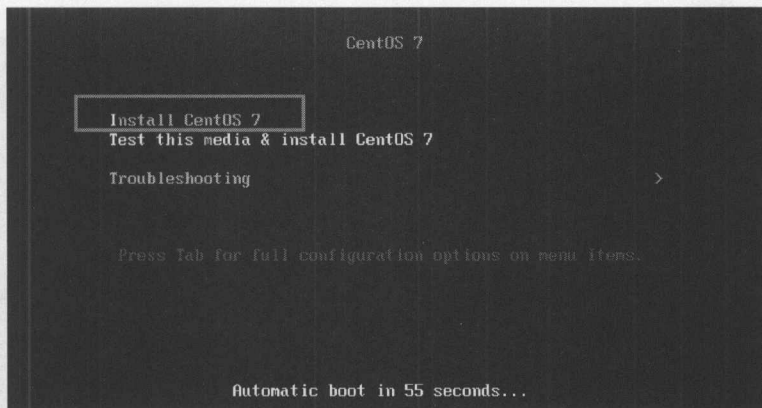 CentOS 7
Install CentOS 7
Test this media & install CentOS 7
Troubleshooting >
Press Tab for full configuration options on menu items.
Automatic boot in 55 seconds...